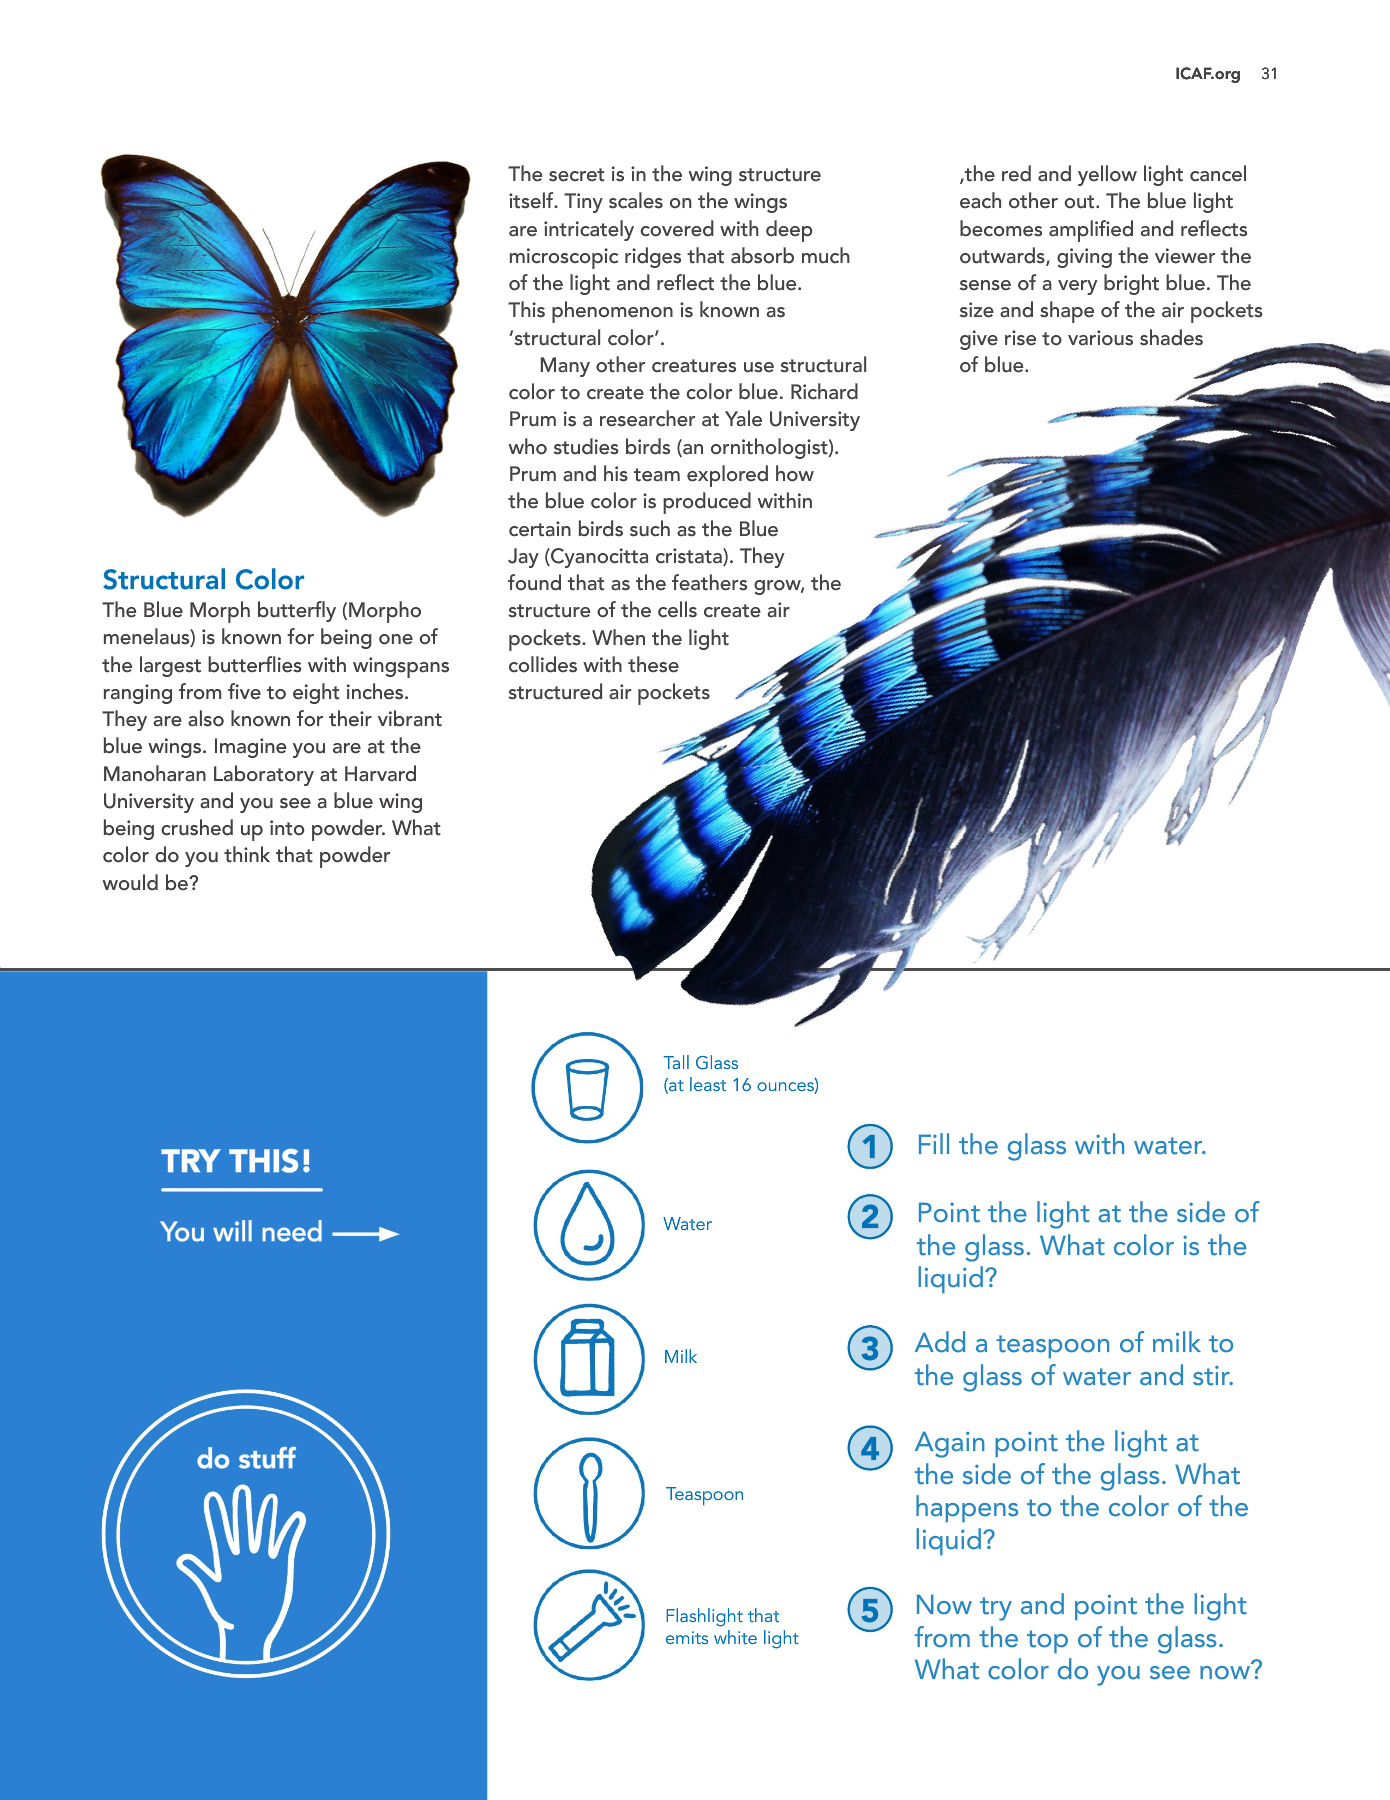 ICAF.org 31
Structural Color
The Blue Morph butterfly (Morpho
menelaus) is known for being one of
the largest butterflies with wingspans
ranging from five to eight inches.
They are also known for their vibrant
blue wings. Imagine you are at the
Manoharan Laboratory at Harvard
University and you see a blue wing
being crushed up into powder. What
color do you think that powder
would be?
The secret is in the wing structure
itself. Tiny scales on the wings
are intricately covered with deep
microscopic ridges that absorb much
of the light and reflect the blue.
This phenomenon is known as
‘structural color’.
Many other creatures use structural
color to create the color blue. Richard
Prum is a researcher at Yale University
who studies birds (an ornithologist).
Prum and his team explored how
the blue color is produced within
certain birds such as the Blue
Jay (Cyanocitta cristata). They
found that as the feathers grow, the
structure of the cells create air
pockets. When the light
collides with these
structured air pockets
,the red and yellow light cancel
each other out. The blue light
becomes amplified and reflects
outwards, giving the viewer the
sense of a very bright blue. The
size and shape of the air pockets
give rise to various shades
of blue.
TRY THIS!
You will need
do stuff
Tall Glass
(at least 16 ounces)
Water
Milk
Teaspoon
Flashlight that
emits white light
1 Fill the glass with water.
2 Point the light at the side of
the glass. What color is the
liquid?
3 Add a teaspoon of milk to
the glass of water and stir.
4 Again point the light at
the side of the glass. What
happens to the color of the
liquid?
5 Now try and point the light
from the top of the glass.
What color do you see now?